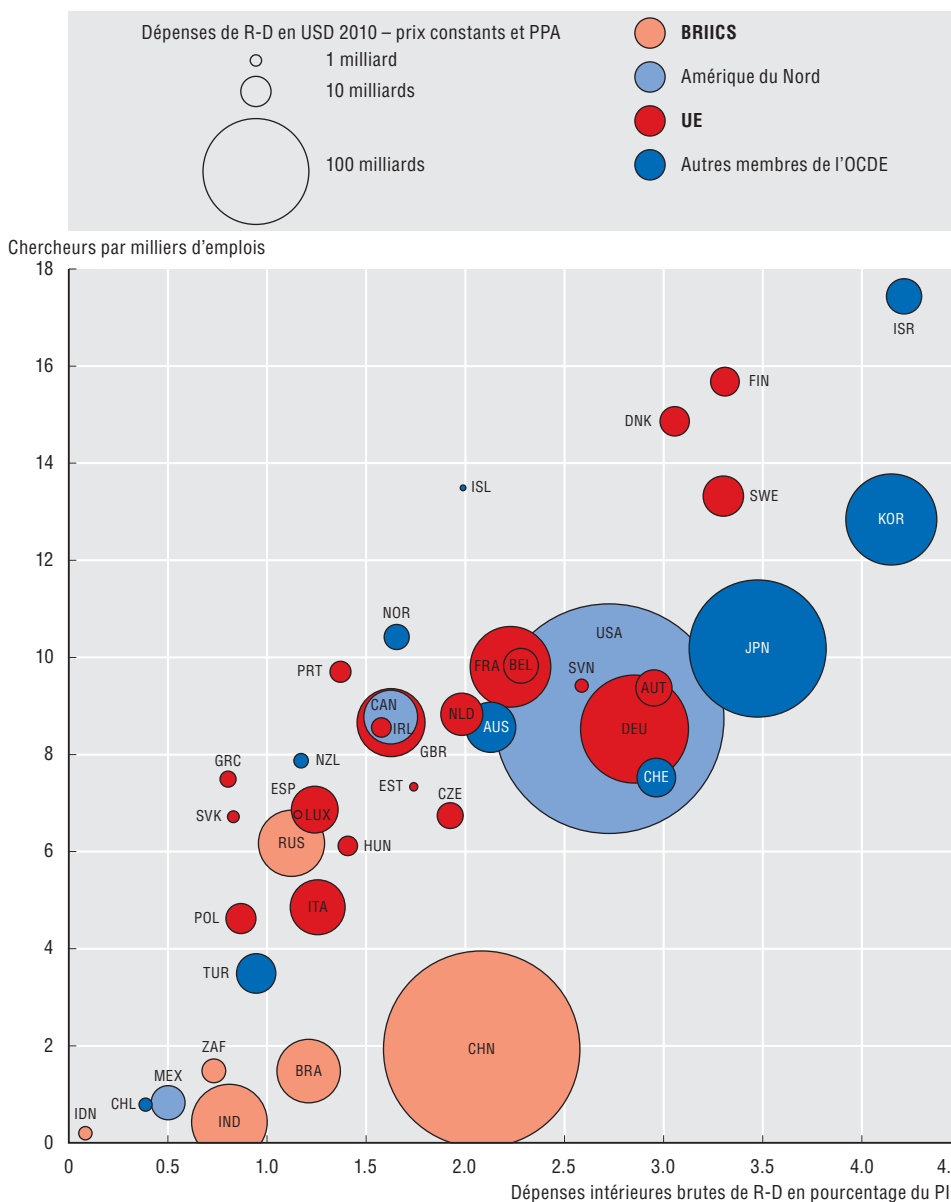 Dépenses de R-D en USD 2010 – prix constants et PPA
1 milliard
10 milliards
100 milliards
BRIICS
Amérique du Nord
UE
Autres membres de l'OCDE
Chercheurs par milliers d'emplois
18
16
14
12
10
8
6
4
2
0
ISR
FIN
DNK
ISL
SWE
KOR
NOR
USA
JPN
PRT
FRA
BEL
SVN
AUT
CAN
IRL
NLD
AUS
DEU
GBR
GRC
NZL
CHE
ESP
EST
CZE
SVK
LUX
RUS
HUN
POL
ITA
TUR
ZAF
BRA
CHN
MEX
CHL
IDN
IND
0
0.5
1.0
1.5
2.0
2.5
3.0
3.5
4.0
4.
Dépenses intérieures brutes de R-D en pourcentage du PI